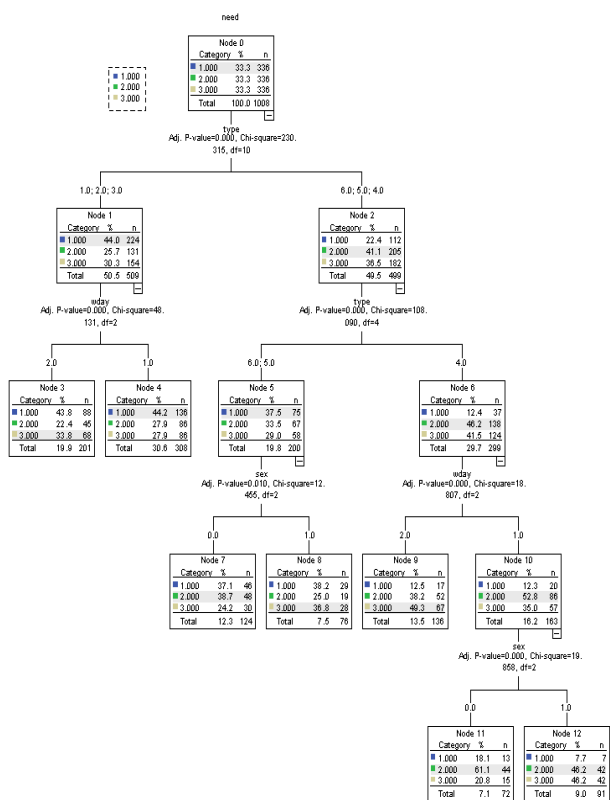 need
Node 0
Category % n
1.000 33.3 336
2.000 33.3 336
3.000 33.3 336
Total 100.0 1008
1.000
2.000
3.000
type
Adj. P-value=0.000, Chi-square=230.
315, df=10
1.0; 2.0; 3.0
6.0; 5.0; 4.0
Node 1
Category % n
1.000 44.0 224
2.000 25.7 131
3.000 30.3 154
Total 50.5 509
Node 2
Category % n
1.000 22.4 112
2.000 41.1 205
3.000 36.5 182
Total 49.5 499
wday
Adj. P-value=0.000, Chi-square=48.
131, df=2
type
Adj. P-value=0.000, Chi-square=108.
090, df=4
2.0
1.0
6.0; 5.0
4.0
Node 3
Category % n
1.000 43.8 88
2.000 22.4 45
3.000 33.8 68
Total 19.9 201
Node 4
Category % n
1.000 44.2 136
2.000 27.9 86
3.000 27.9 86
Total 30.6 308
Node 5
Category % n
1.000 37.5 75
2.000 33.5 67
3.000 29.0 58
Total 19.8 200
Node 6
Category % n
1.000 12.4 37
2.000 46.2 138
3.000 41.5 124
Total 29.7 299
sex
Adj. P-value=0.010, Chi-square=12.
455, df=2
wday
Adj. P-value=0.000, Chi-square=18.
807, df=2
0.0
1.0
2.0
1.0
Node 7
Category % n
1.000 37.1 46
2.000 38.7 48
3.000 24.2 30
Total 12.3 124
Node 8
Category % n
1.000 38.2 29
2.000 25.0 19
3.000 36.8 28
Total 7.5 76
Node 9
Category % n
1.000 12.5 17
2.000 38.2 52
3.000 49.3 67
Total 13.5 136
Node 10
Category % n
1.000 12.3 20
2.000 52.8 86
3.000 35.0 57
Total 16.2 163
sex
Adj. P-value=0.000, Chi-square=19.
858, df=2
0.0
1.0
Node 11
Category % n
1.000 18.1 13
2.000 61.1 44
3.000 20.8 15
Total 7.1 72
Node 12
Category % n
1.000 7.7 7
2.000 46.2 42
3.000 46.2 42
Total 9.0 91